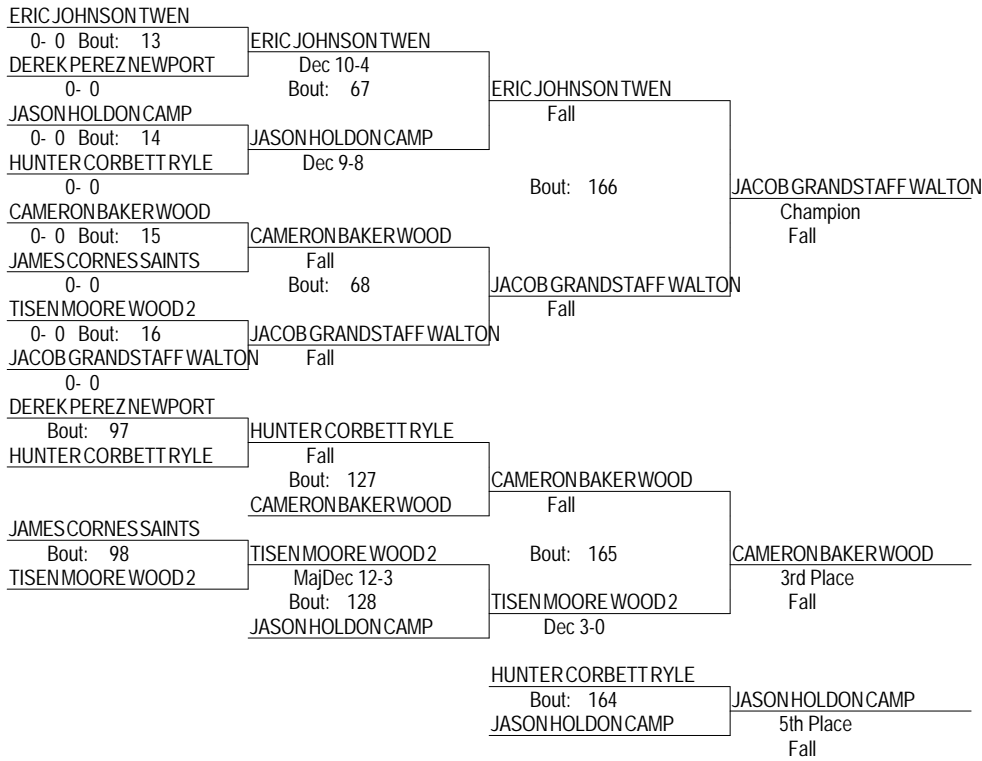 ERIC JOHNSON TWEN
0- 0 Bout: 13
ERIC JOHNSON TWEN
DEREK PEREZ NEWPORT
Dec 10-4
0- 0
Bout: 67
ERIC JOHNSON TWEN
JASON HOLDON CAMP
Fall
0- 0 Bout: 14
JASON HOLDON CAMP
HUNTER CORBETT RYLE
Dec 9-8
0- 0
Bout: 166
JACOB GRANDSTAFF WALTON
CAMERON BAKER WOOD
Champion
0- 0 Bout: 15
CAMERON BAKER WOOD
Fall
JAMES CORNES SAINTS
Fall
0- 0
Bout: 68
JACOB GRANDSTAFF WALTON
TISEN MOORE WOOD 2
Fall
0- 0 Bout: 16
JACOB GRANDSTAFF WALTON
JACOB GRANDSTAFF WALTON
Fall
0- 0
DEREK PEREZ NEWPORT
Bout: 97
HUNTER CORBETT RYLE
HUNTER CORBETT RYLE
Fall
Bout: 127
CAMERON BAKER WOOD
CAMERON BAKER WOOD
Fall
JAMES CORNES SAINTS
Bout: 98
TISEN MOORE WOOD 2
Bout: 165
CAMERON BAKER WOOD
TISEN MOORE WOOD 2
MajDec 12-3
3rd Place
Bout: 128
TISEN MOORE WOOD 2
Fall
JASON HOLDON CAMP
Dec 3-0
HUNTER CORBETT RYLE
Bout: 164
JASON HOLDON CAMP
JASON HOLDON CAMP
5th Place
Fall